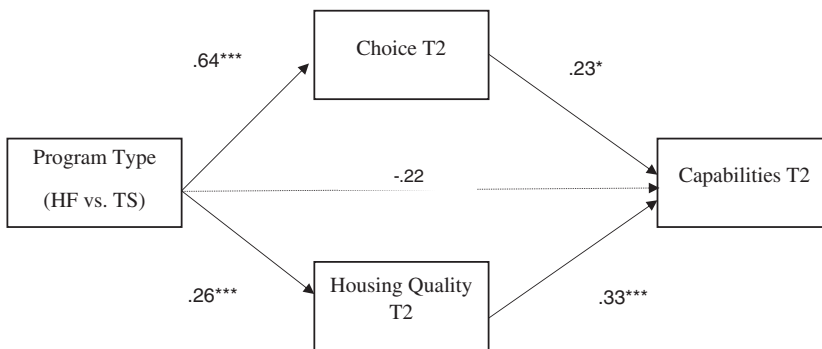 Choice T2
.64***
.23*
Program Type
(HF vs. TS)
-.22
Capabilities T2
.26***
Housing Quality
T2
.33***